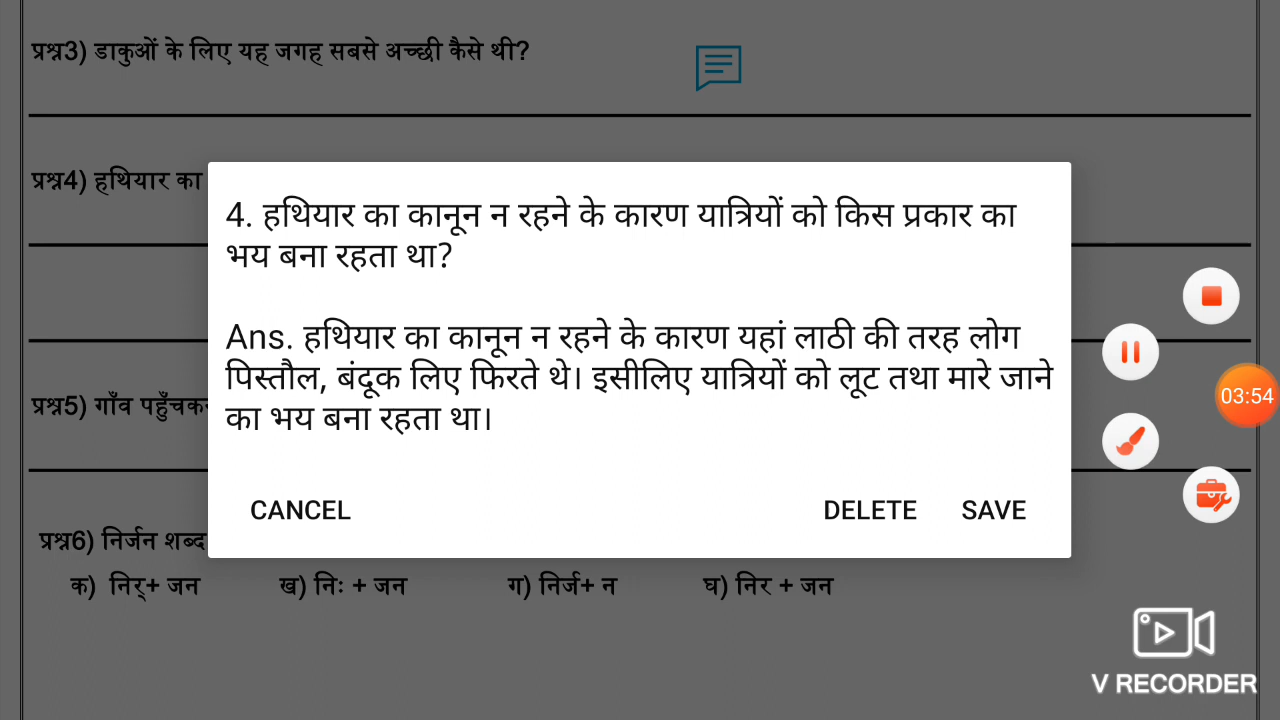 प्रश्न3) डाकुओं के लिए यह जगह सबसे अच्छी कैसे थी?
प्रश्न4) हथियार का
4. हथियार का कानून न रहने के कारण यात्रियों को किस प्रकार का
भय बना रहता था?
Ans. हथियार का कानून न रहने के कारण यहां लाठी की तरह लोग
पिस्तौल, बंदूक लिए फिरते थे। इसीलिए यात्रियों को लूट तथा मारे जाने
का भय बना रहता था।
03:54
प्रश्न5) गाँव
CANCEL DELETE SAVE
प्रश्न6) निर्जन शब्द
क) निर्+ जन ख) निः + जन ग) निर्ज+ न घ) निर + जन
V RECORDER